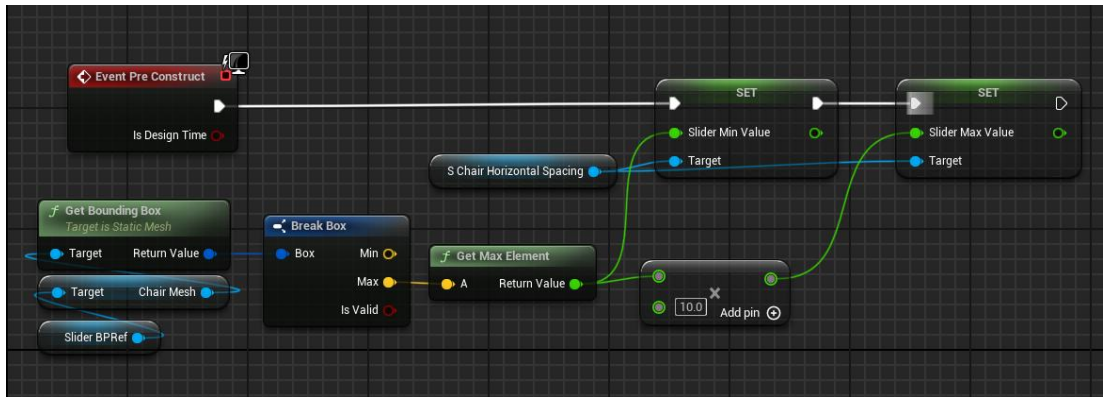 Event Pre Construct
Is Design Time
SET
Slider Min Value
Target
SET
Slider Max Value
Target
S Chair Horizontal Spacing
f Get Bounding Box
Target is Static Mesh
Target Return Value
Target Chair Mesh
Slider BPRef
Break Box
Box Min
Max
Is Valid
f Get Max Element
A Return Value
10.0 Add pin